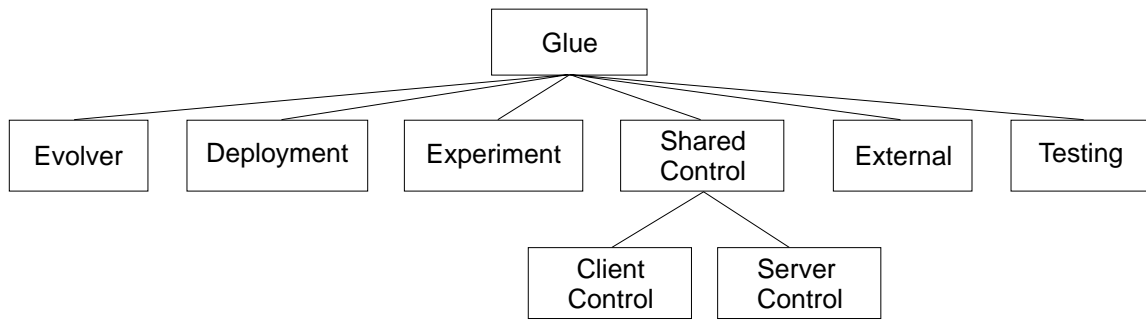 Glue
Evolver
Deployment
Experiment
Shared
Control
External
Testing
Client
Control
Server
Control